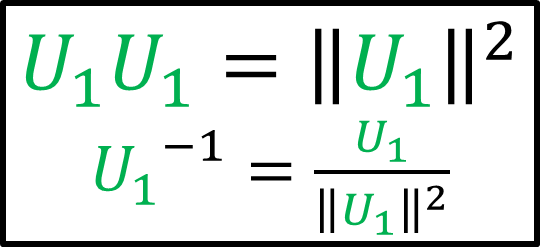 U₁U₁ = ‖U₁‖²
U₁⁻¹ = U₁ / ‖U₁‖²